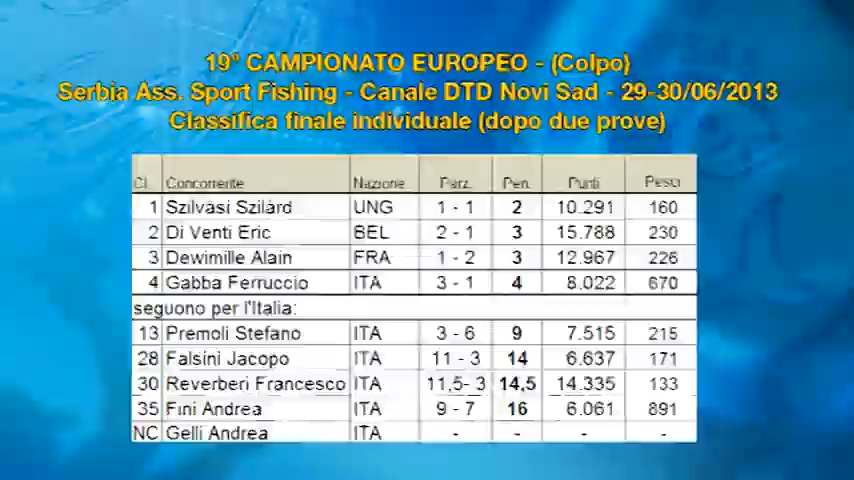 19° CAMPIONATO EUROPEO - (Colpo)
Serbia Ass. Sport Fishing - Canale DTD Novi Sad - 29-30/06/2013
Classifica finale individuale (dopo due prove)
Cl. Concorrente Nazione Parz. Pen. Punti Pesci
1 Szilvási Szilárd UNG 1 - 1 2 10.291 160
2 Di Venti Eric BEL 2 - 1 3 15.788 230
3 Dewimille Alain FRA 1 - 2 3 12.967 226
4 Gabba Ferruccio ITA 3 - 1 4 8.022 670
seguono per l'Italia:
13 Premoli Stefano ITA 3 - 6 9 7.515 215
28 Falsini Jacopo ITA 11 - 3 14 6.637 171
30 Reverberi Francesco ITA 11,5- 3 14,5 14.335 133
35 Fini Andrea ITA 9 - 7 16 6.061 891
NC Gelli Andrea ITA - - - -